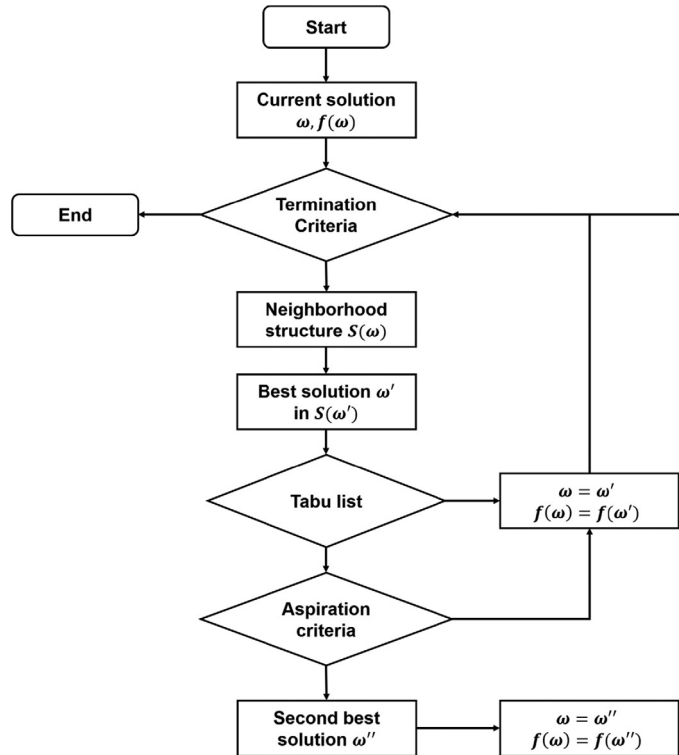 Start
Current solution
ω, f(ω)
Termination
Criteria
End
Neighborhood
structure S(ω)
Best solution ω′
in S(ω′)
Tabu list
ω = ω′
f(ω) = f(ω′)
Aspiration
criteria
Second best
solution ω′′
ω = ω′′
f(ω) = f(ω′′)